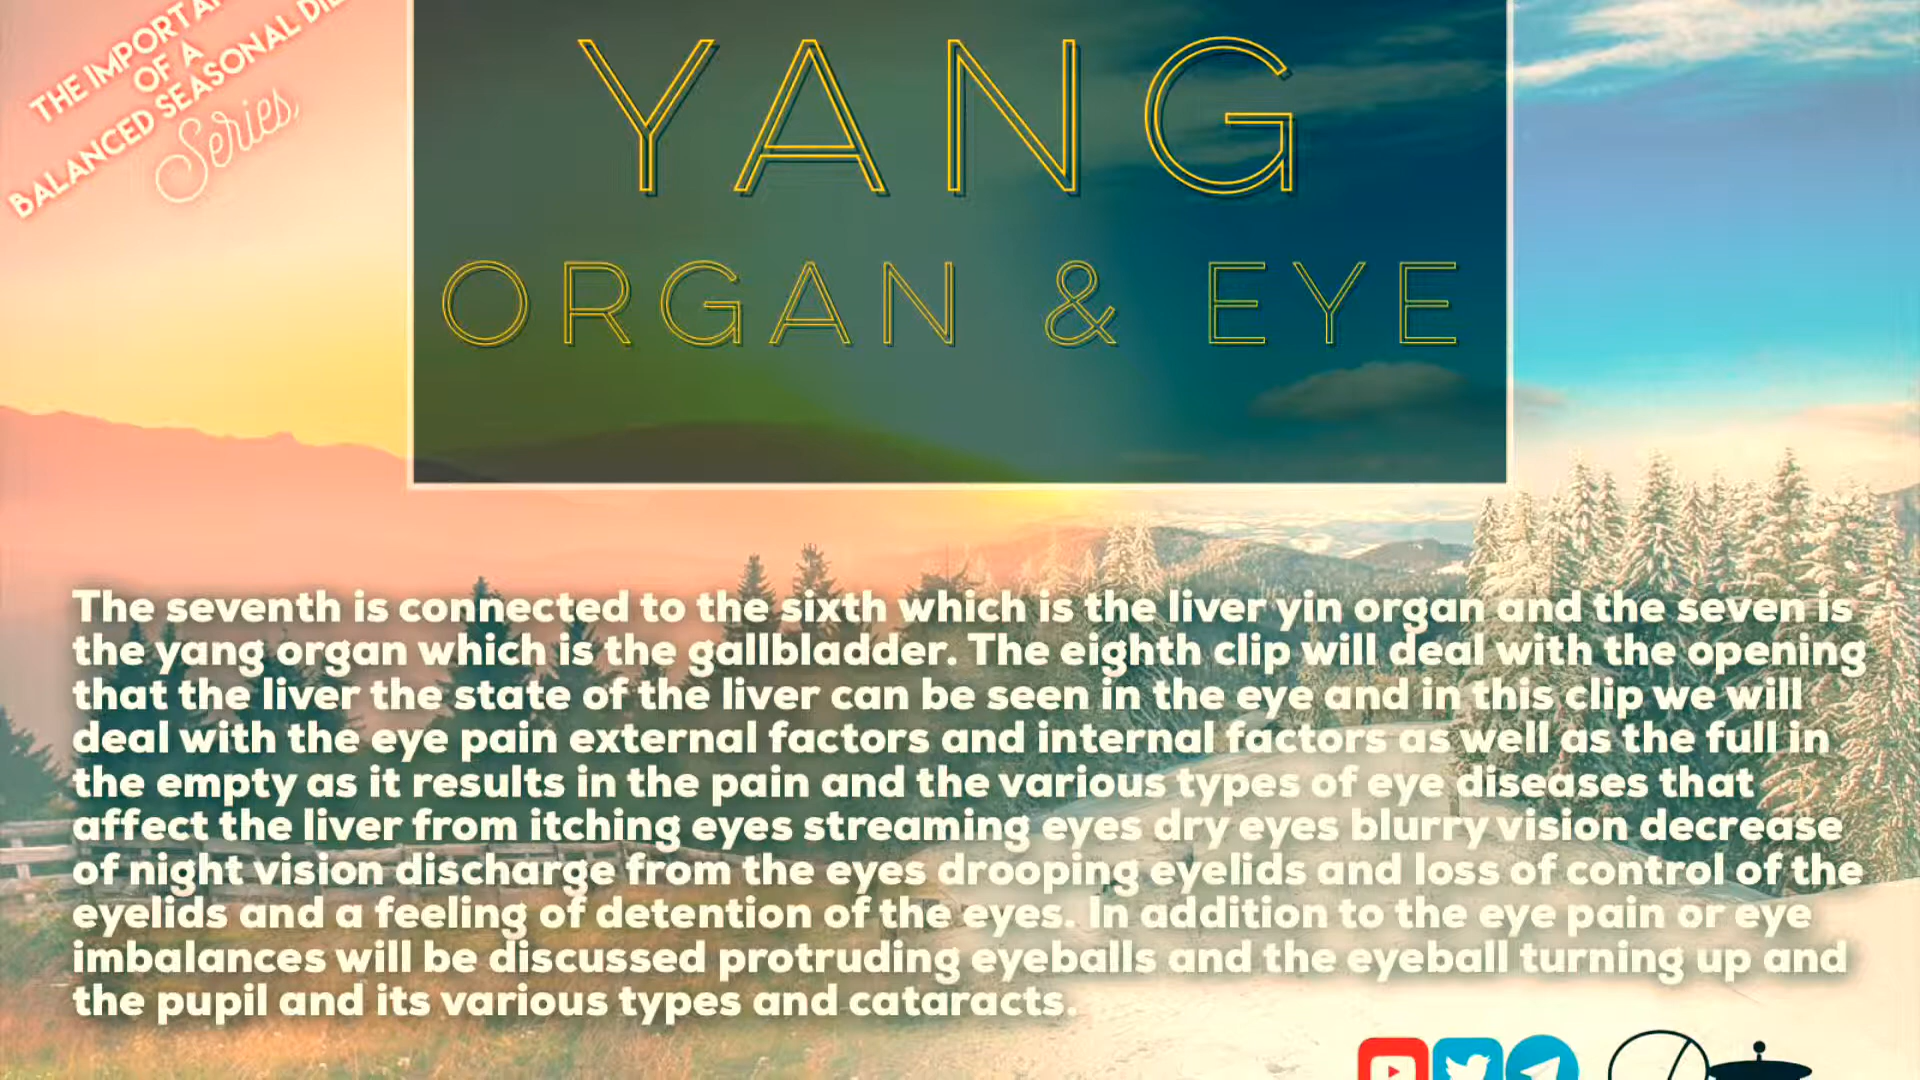 THE
OF A
BALANCED SEASONAL
Series
YANG
ORGAN & EYE
The seventh is connected to the sixth which is the liver yin organ and the seven is
the yang organ which is the gallbladder. The eighth clip will deal with the opening
that the liver the state of the liver can be seen in the eye and in this clip we will
deal with the eye pain external factors and internal factors as well as the full in
the empty as it results in the pain and the various types of eye diseases that
affect the liver from itching eyes streaming eyes dry eyes blurry vision decrease
of night vision discharge from the eyes drooping eyelids and loss of control of the
eyelids and a feeling of detention of the eyes. In addition to the eye pain or eye
imbalances will be discussed protruding eyeballs and the eyeball turning up and
the pupil and its various types and cataracts.